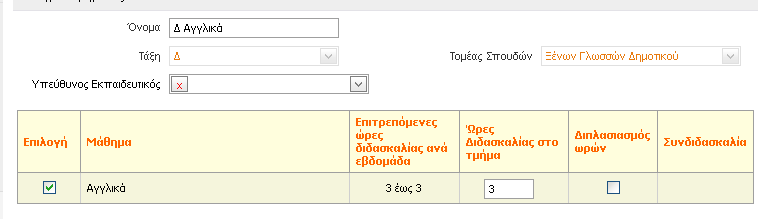 Όνομα Δ Αγγλικά
Τάξη Δ Τομέας Σπουδών Ξένων Γλωσσών Δημοτικού
Υπεύθυνος Εκπαιδευτικός x
Επιλογή Μάθημα Επιτρεπόμενες ώρες διδασκαλίας ανά εβδομάδα Ώρες Διδασκαλίας στο τμήμα Διπλασιασμός ωρών Συνδιδασκαλία
Αγγλικά 3 έως 3 3